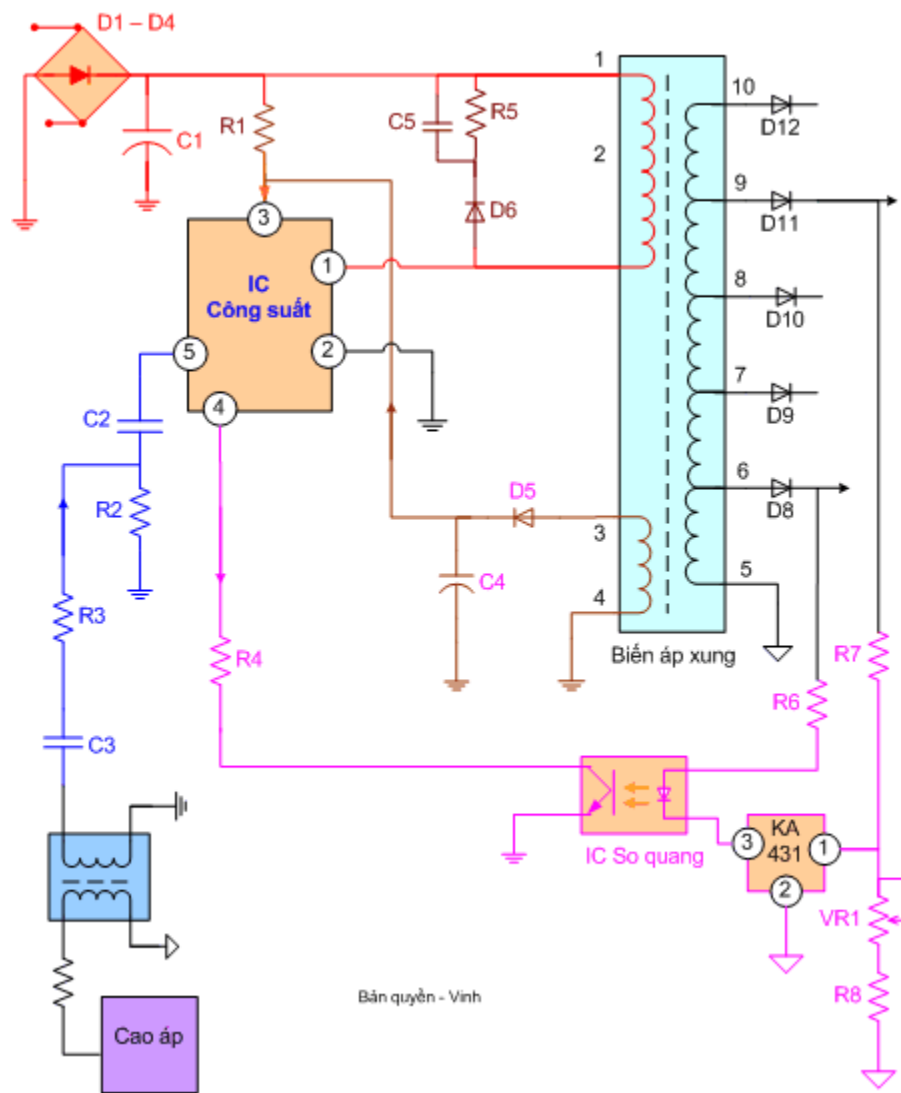 D1 – D4
C1
R1
C5
R5
D6
1
2
10
D12
9
D11
8
D10
7
D9
6
D8
5
3
1
IC
Công suất
5
2
4
C2
R2
R3
C3
R4
D5
C4
3
4
Biến áp xung
R7
R6
IC So quang
3
KA
431
1
2
VR1
R8
Bản quyền - Vinh
Cao áp